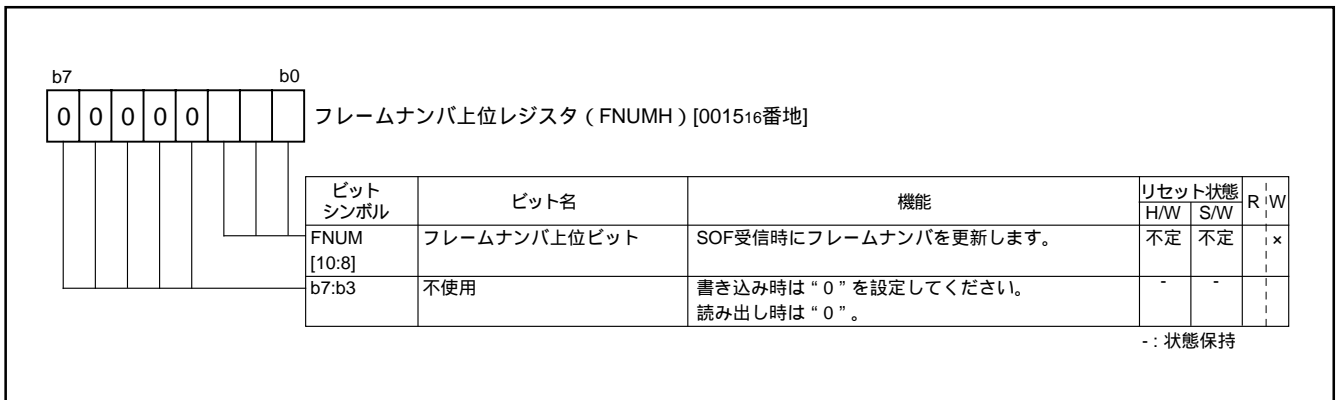 b7 b0
0 0 0 0 0 フレームナンバ上位レジスタ（FNUMH）[001516番地]
ビットシンボル ビット名 機能 リセット状態 H/W S/W R W
FNUM [10:8] フレームナンバ上位ビット SOF受信時にフレームナンバを更新します。 不定 不定 ×
b7:b3 不使用 書き込み時は“0”を設定してください。 - -
読み出し時は“0”。
- : 状態保持